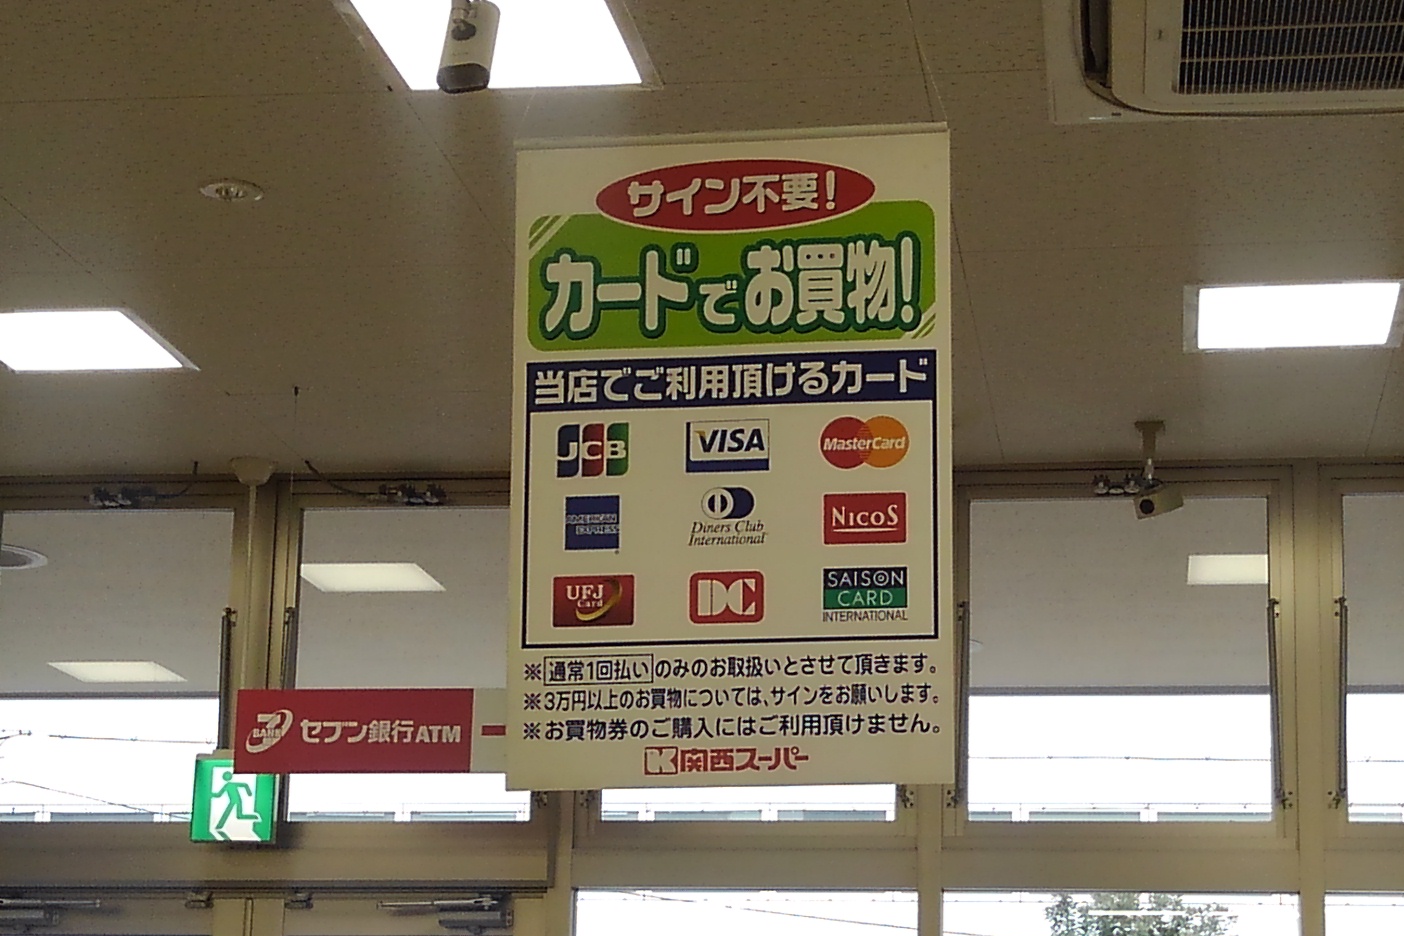 サイン不要!
カードでお買物!
当店でご利用頂けるカード
JCB
VISA
MasterCard
AMERICAN
EXPRESS
Diners Club
International
NICOS
UFJ
Card
DC
SAISON
CARD
INTERNATIONAL
※通常1回払いのみのお取扱いとさせて頂きます。
※3万円以上のお買物については、サインをお願いします。
※お買物券のご購入にはご利用頂けません。
関西スーパー
7
BANK
セブン銀行ATM